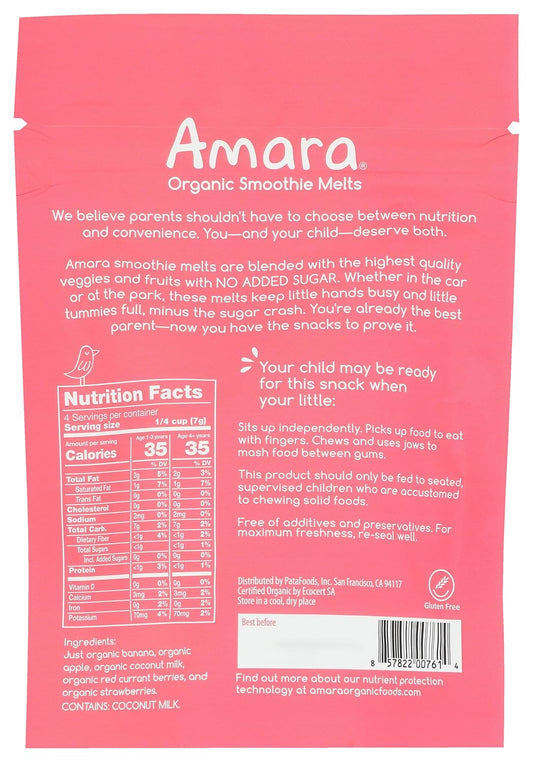 Amara®
Organic Smoothie Melts
We believe parents shouldn't have to choose between nutrition
and convenience. You—and your child—deserve both.
Amara smoothie melts are blended with the highest quality
veggies and fruits with NO ADDED SUGAR. Whether in the car
or at the park, these melts keep little hands busy and little
tummies full, minus the sugar crash. You're already the best
parent—now you have the snacks to prove it.
Your child may be ready
for this snack when
your little:
Sits up independently. Picks up food to eat
with fingers. Chews and uses jaws to
mash food between gums.
This product should only be fed to seated,
supervised children who are accustomed
to chewing solid foods.
Free of additives and preservatives. For
maximum freshness, re-seal well.
Nutrition Facts
4 Servings per container
Serving size 1/4 cup (7g)
Amount per serving Age 1-3 years Age 4+ years
Calories 35 35
% DV % DV
Total Fat 2g 5% 2g 3%
Saturated Fat 1g 7% 1g 7%
Trans Fat 0g 0% 0g 0%
Cholesterol 0g 0% 0g 0%
Sodium 2mg 0% 2mg 0%
Total Carb. 7g 2% 7g 2%
Dietary Fiber <1g 4% <1g 2%
Total Sugars <1g <1g 1%
Incl. Added Sugars 0g 0% 0g 0%
Protein <1g 3% <1g 1%
Vitamin D 0g 0% 0g 0%
Calcium 3mg 2% 3mg 2%
Iron 0g 2% 0g 2%
Potassium 70mg 4% 70mg 2%
Ingredients:
Just organic banana, organic
apple, organic coconut milk,
organic red currant berries, and
organic strawberries.
CONTAINS: COCONUT MILK.
Distributed by PataFoods, Inc. San Francisco, CA 94117
Certified Organic by Ecocert SA
Store in a cool, dry place
Gluten Free
Best before
8 57822 00761 4
Find out more about our nutrient protection
technology at amaraorganicfoods.com